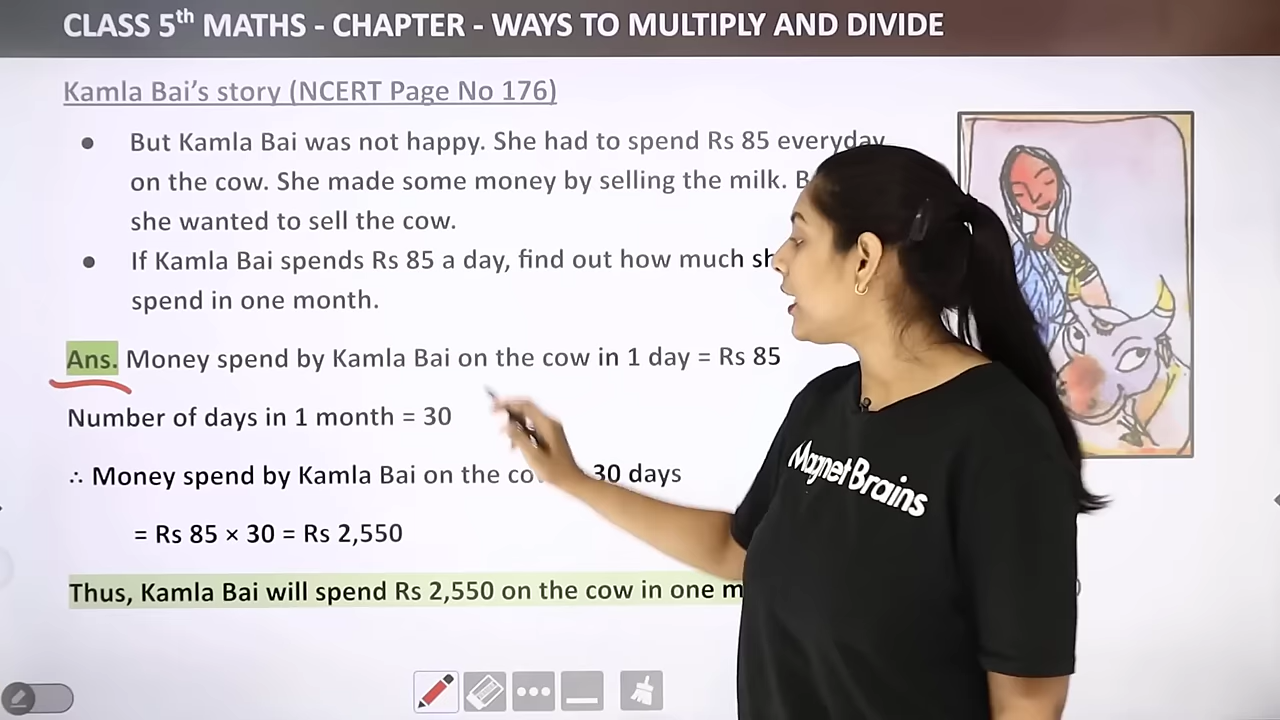 CLASS 5th MATHS - CHAPTER - WAYS TO MULTIPLY AND DIVIDE
Kamla Bai's story (NCERT Page No 176)
● But Kamla Bai was not happy. She had to spend Rs 85 everyday
on the cow. She made some money by selling the milk.
she wanted to sell the cow.
● If Kamla Bai spends Rs 85 a day, find out how much
spend in one month.
Ans. Money spend by Kamla Bai on the cow in 1 day = Rs 85
Number of days in 1 month = 30
∴ Money spend by Kamla Bai on the 30 days
= Rs 85 × 30 = Rs 2,550
Thus, Kamla Bai will spend Rs 2,550 on the cow in one
Magnet Brains